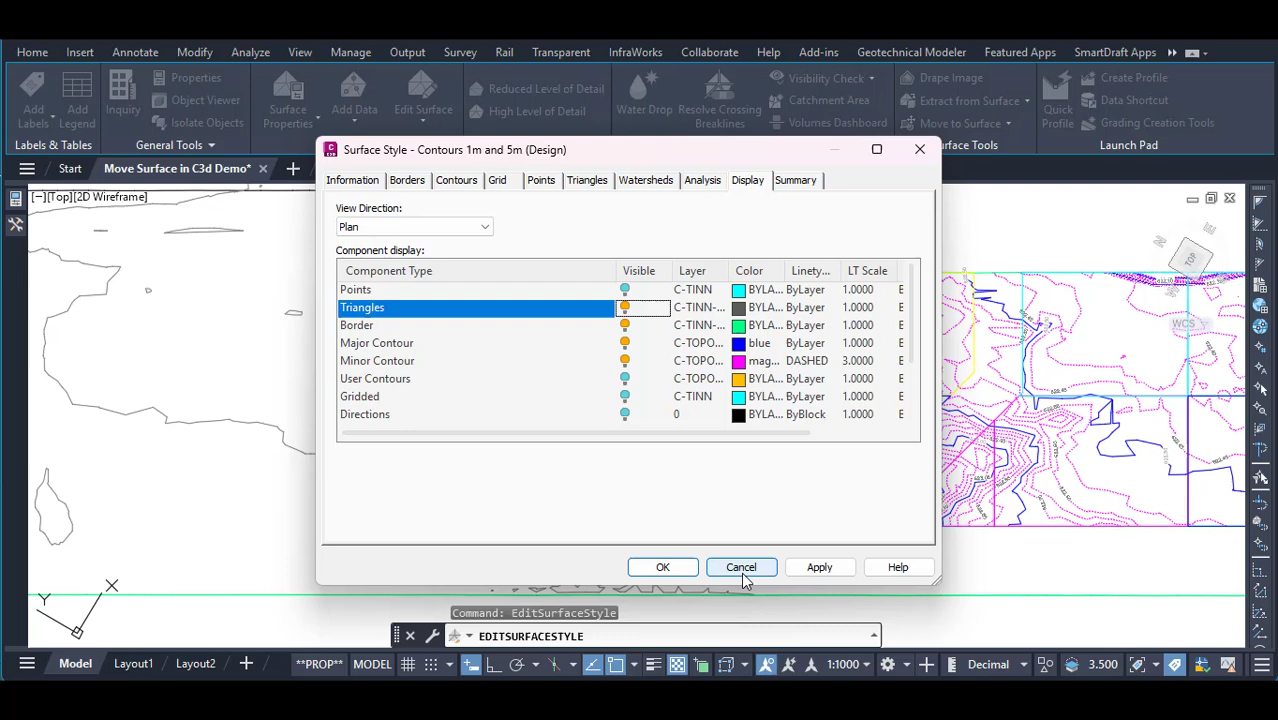 Home Insert Annotate Modify Analyze View Manage Output Survey Rail Transparent InfraWorks Collaborate Help Add-ins Geotechnical Modeler Featured Apps SmartDraft Apps
Add Labels
Add Legend
Inquiry
Properties
Object Viewer
Isolate Objects
Surface Properties
Add Data
Edit Surface
Reduced Level of Detail
High Level of Detail
Water Drop
Resolve Crossing Breaklines
Visibility Check
Catchment Area
Volumes Dashboard
Drape Image
Extract from Surface
Move to Surface
Quick Profile
Create Profile
Data Shortcut
Grading Creation Tools
Labels & Tables General Tools Surface Tools Launch Pad
Start Move Surface in C3d Demo*
[−][Top][2D Wireframe]
Surface Style - Contours 1m and 5m (Design)
Information Borders Contours Grid Points Triangles Watersheds Analysis Display Summary
View Direction:
Plan
Component display:
Component Type Visible Layer Color Linety... LT Scale
Points C-TINN BYLA... ByLayer 1.0000 E
Triangles C-TINN-... BYLA... ByLayer 1.0000 E
Border C-TINN-... BYLA... ByLayer 1.0000 E
Major Contour C-TOPO... blue ByLayer 1.0000 E
Minor Contour C-TOPO... mag... DASHED 3.0000 E
User Contours C-TOPO... BYLA... ByLayer 1.0000 E
Gridded C-TINN BYLA... ByLayer 1.0000 E
Directions 0 BYLA... ByBlock 1.0000 E
OK Cancel Apply Help
N E TOP S
WCS
Y X
Command: EditSurfaceStyle
EDITSURFACESTYLE
Model Layout1 Layout2 **PROP** MODEL 1:1000 Decimal 3.500